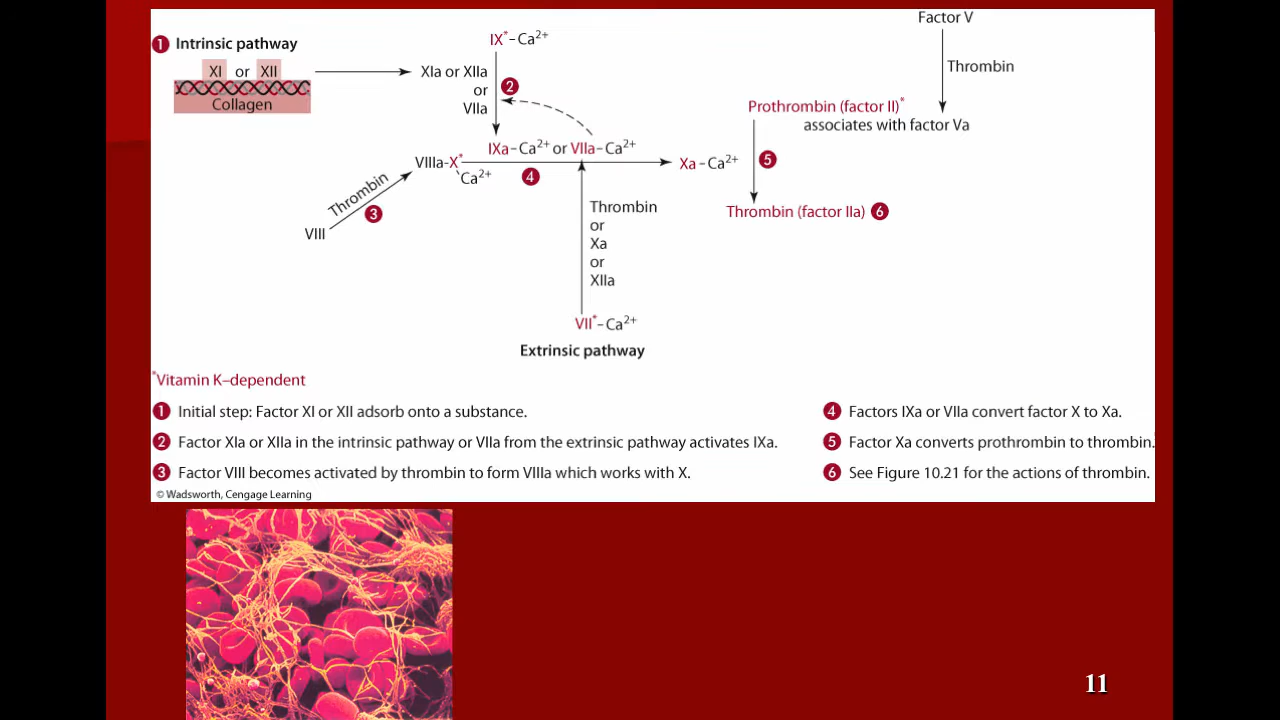 Factor V
1 Intrinsic pathway
IX*–Ca2+
XI or XII
Collagen
XIa or XIIa
or
VIIa
2
Thrombin
Prothrombin (factor II)*
associates with factor Va
IXa–Ca2+ or VIIa–Ca2+
VIIIa-X*
Ca2+
4
Xa–Ca2+
5
Thrombin
3
VIII
Thrombin
or
Xa
or
XIIa
Thrombin (factor IIa) 6
VII*–Ca2+
Extrinsic pathway
*Vitamin K–dependent
1 Initial step: Factor XI or XII adsorb onto a substance.
2 Factor XIa or XIIa in the intrinsic pathway or VIIa from the extrinsic pathway activates IXa.
3 Factor VIII becomes activated by thrombin to form VIIIa which works with X.
4 Factors IXa or VIIa convert factor X to Xa.
5 Factor Xa converts prothrombin to thrombin.
6 See Figure 10.21 for the actions of thrombin.
© Wadsworth, Cengage Learning
11